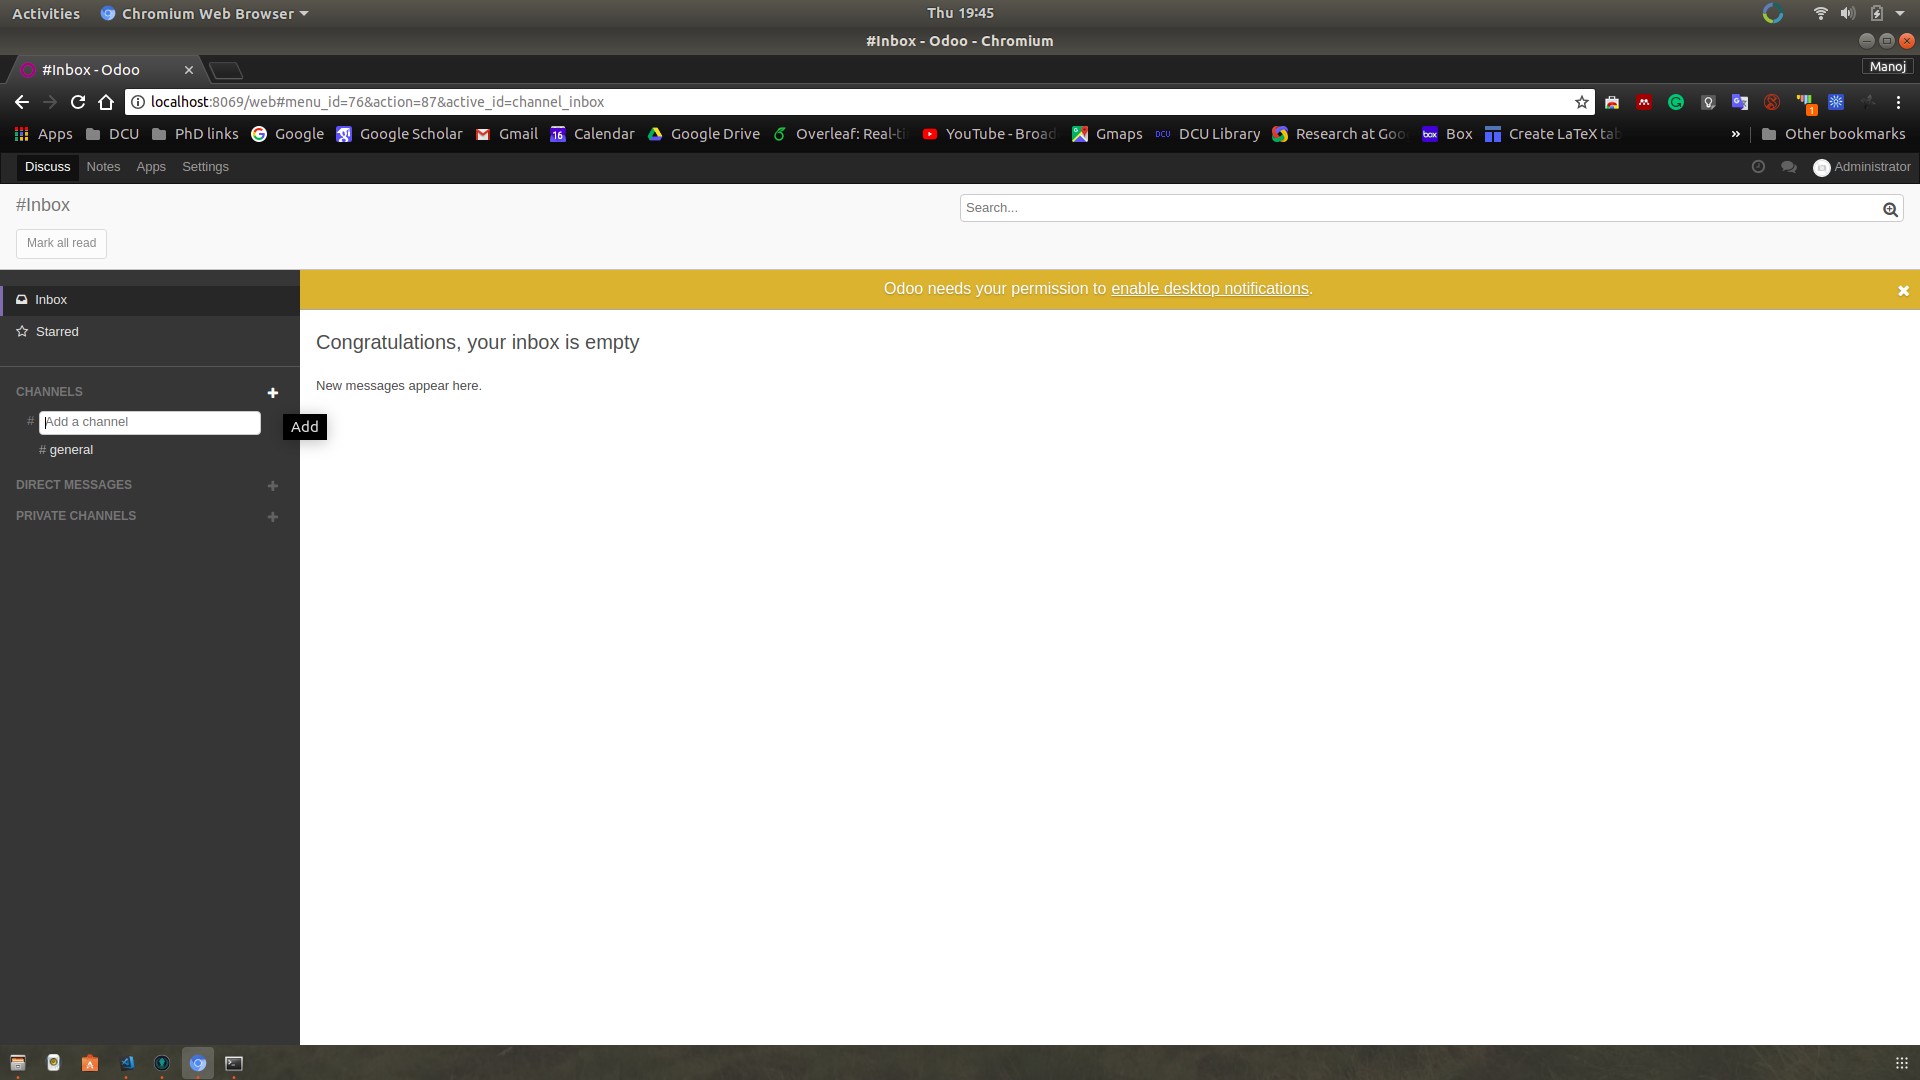 Activities Chromium Web Browser Thu 19:45
#Inbox - Odoo - Chromium
#Inbox - Odoo Manoj
localhost:8069/web#menu_id=76&action=87&active_id=channel_inbox
Apps DCU PhD links Google Google Scholar Gmail 16 Calendar Google Drive Overleaf: Real-ti YouTube - Broad Gmaps DCU DCU Library Research at Goo box Box Create LaTeX tab » Other bookmarks
Discuss Notes Apps Settings Administrator
#Inbox Search...
Mark all read
Inbox Odoo needs your permission to enable desktop notifications.
Starred
Congratulations, your inbox is empty
New messages appear here.
CHANNELS
# Add a channel Add
# general
DIRECT MESSAGES
PRIVATE CHANNELS